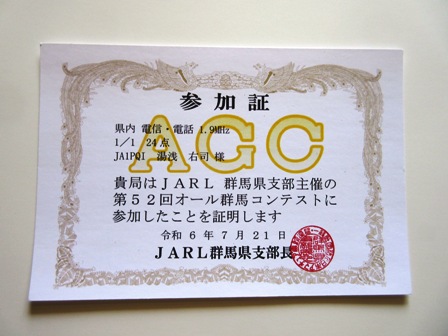 参加証
AGC
県内 電信・電話 1.9MHz
1/1 24点
JA1PQI 湯浅 右司 様
貴局はJARL 群馬県支部主催の
第52回オール群馬コンテストに
参加したことを証明します
令和6年7月21日
JARL群馬県支部長